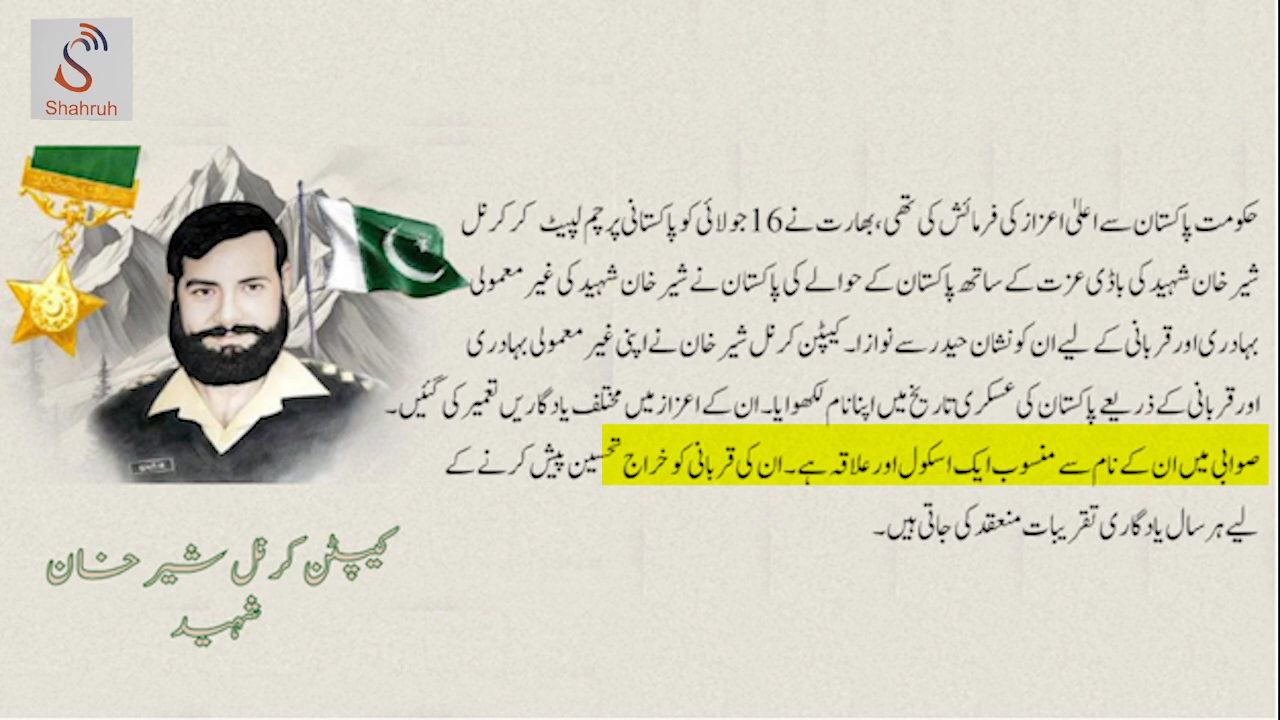 Shahruh
حکومت پاکستان سے اعلیٰ اعزاز کی فرمائش کی تھی، بھارت نے 16 جولائی کو پاکستانی پرچم لپیٹ کر کرنل
شیر خان شہید کی باڈی عزت کے ساتھ پاکستان کے حوالے کی پاکستان نے شیر خان شہید کی غیر معمولی
بہادری اور قربانی کے لیے ان کو نشان حیدر سے نوازا۔ کیپٹن کرنل شیر خان نے اپنی غیر معمولی بہادری
اور قربانی کے ذریعے پاکستان کی عسکری تاریخ میں اپنا نام لکھوایا۔ ان کے اعزاز میں مختلف یادگاریں تعمیر کی گئیں۔
صوابی میں ان کے نام سے منسوب ایک اسکول اور علاقہ ہے۔ ان کی قربانی کو خراج تحسین پیش کرنے کے
لیے ہر سال یادگاری تقریبات منعقد کی جاتی ہیں۔
کیپٹن کرنل شیر خان
شہید